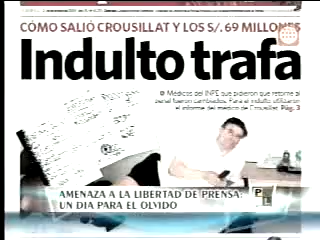 CÓMO SALIÓ CROUSILLAT Y LOS S/. 69 MILLONES
Indulto trafa
Médicos del INPE que pidieron que retorne al
penal fueron cambiados. Para el indulto utilizaron
el informe del médico de Crousillat. Pág. 3
AMENAZA A LA LIBERTAD DE PRENSA:
UN DIA PARA EL OLVIDO